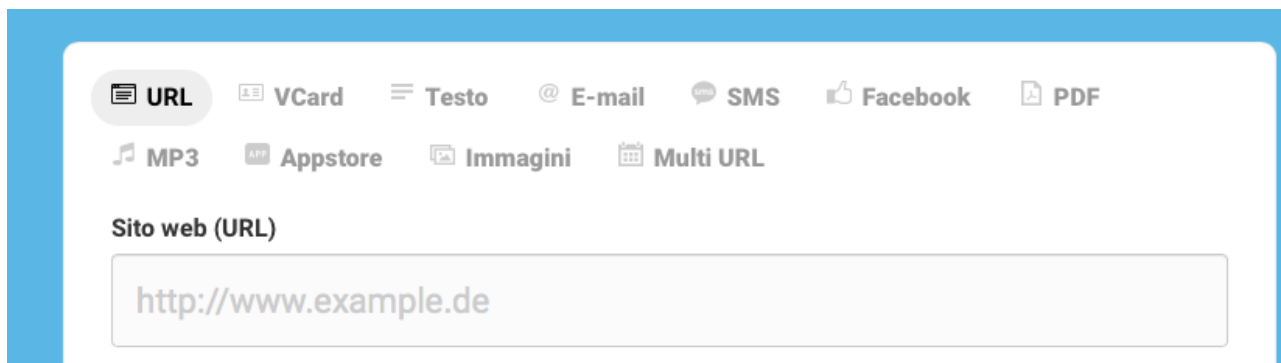 URL VCard Testo @ E-mail SMS Facebook PDF
MP3 APP Appstore Immagini Multi URL
Sito web (URL)
http://www.example.de